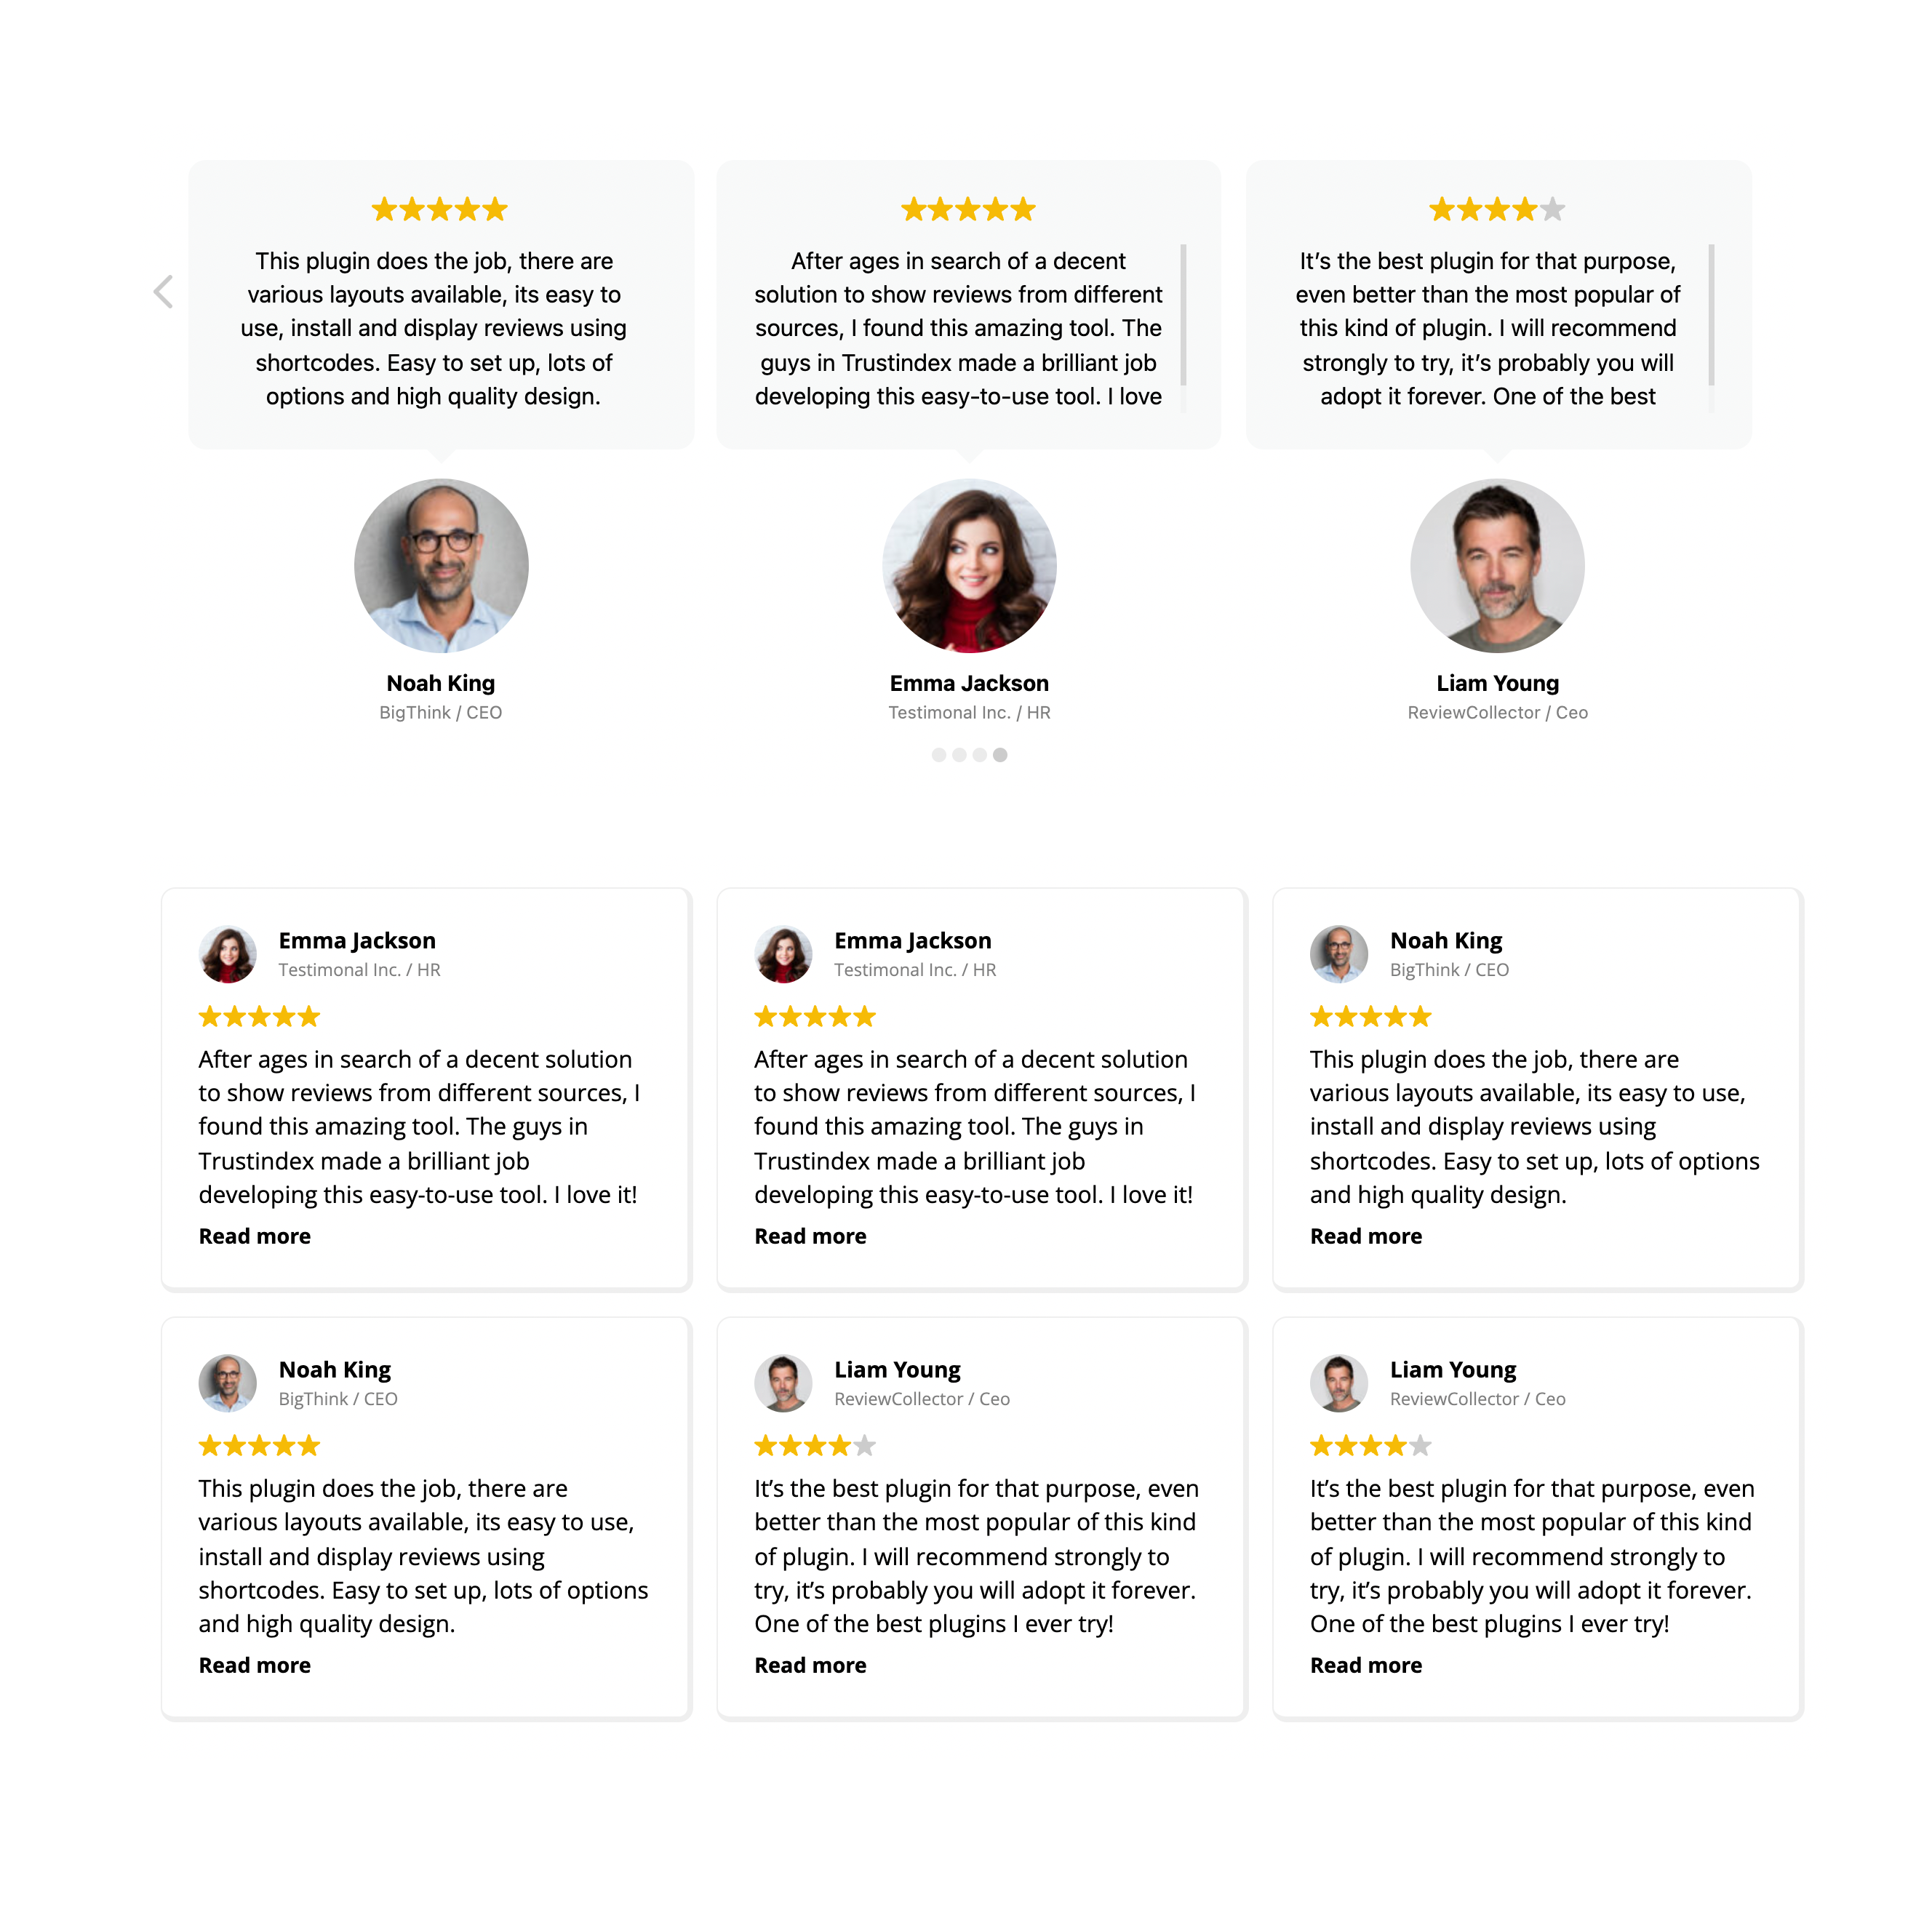 This plugin does the job, there are
various layouts available, its easy to
use, install and display reviews using
shortcodes. Easy to set up, lots of
options and high quality design.
Noah King
BigThink / CEO
After ages in search of a decent
solution to show reviews from different
sources, I found this amazing tool. The
guys in Trustindex made a brilliant job
developing this easy-to-use tool. I love
Emma Jackson
Testimonal Inc. / HR
It’s the best plugin for that purpose,
even better than the most popular of
this kind of plugin. I will recommend
strongly to try, it’s probably you will
adopt it forever. One of the best
Liam Young
ReviewCollector / Ceo
Emma Jackson
Testimonal Inc. / HR
After ages in search of a decent solution
to show reviews from different sources, I
found this amazing tool. The guys in
Trustindex made a brilliant job
developing this easy-to-use tool. I love it!
Read more
Emma Jackson
Testimonal Inc. / HR
After ages in search of a decent solution
to show reviews from different sources, I
found this amazing tool. The guys in
Trustindex made a brilliant job
developing this easy-to-use tool. I love it!
Read more
Noah King
BigThink / CEO
This plugin does the job, there are
various layouts available, its easy to use,
install and display reviews using
shortcodes. Easy to set up, lots of options
and high quality design.
Read more
Noah King
BigThink / CEO
This plugin does the job, there are
various layouts available, its easy to use,
install and display reviews using
shortcodes. Easy to set up, lots of options
and high quality design.
Read more
Liam Young
ReviewCollector / Ceo
It’s the best plugin for that purpose, even
better than the most popular of this kind
of plugin. I will recommend strongly to
try, it’s probably you will adopt it forever.
One of the best plugins I ever try!
Read more
Liam Young
ReviewCollector / Ceo
It’s the best plugin for that purpose, even
better than the most popular of this kind
of plugin. I will recommend strongly to
try, it’s probably you will adopt it forever.
One of the best plugins I ever try!
Read more